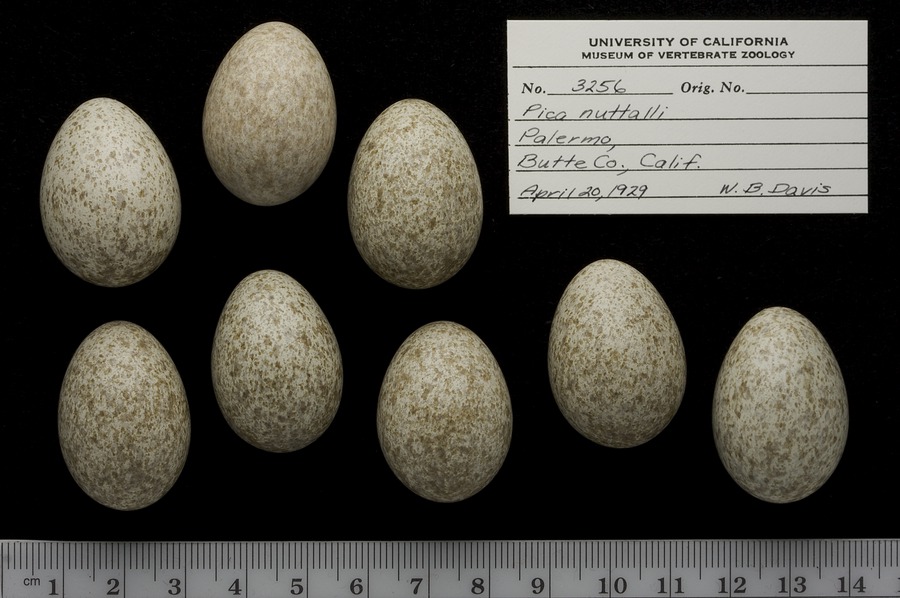 UNIVERSITY OF CALIFORNIA
MUSEUM OF VERTEBRATE ZOOLOGY
No. 3256 Orig. No.
Pica nuttalli
Palermo,
Butte Co., Calif.
April 20, 1929 W. B. Davis
cm 1 2 3 4 5 6 7 8 9 10 11 12 13 14